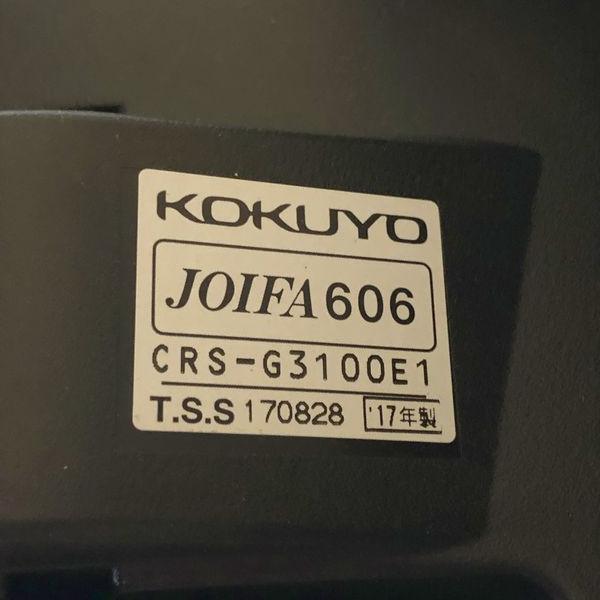 KOKUYO
JOIFA 606
CRS-G3100E1
T.S.S 170828 '17年製